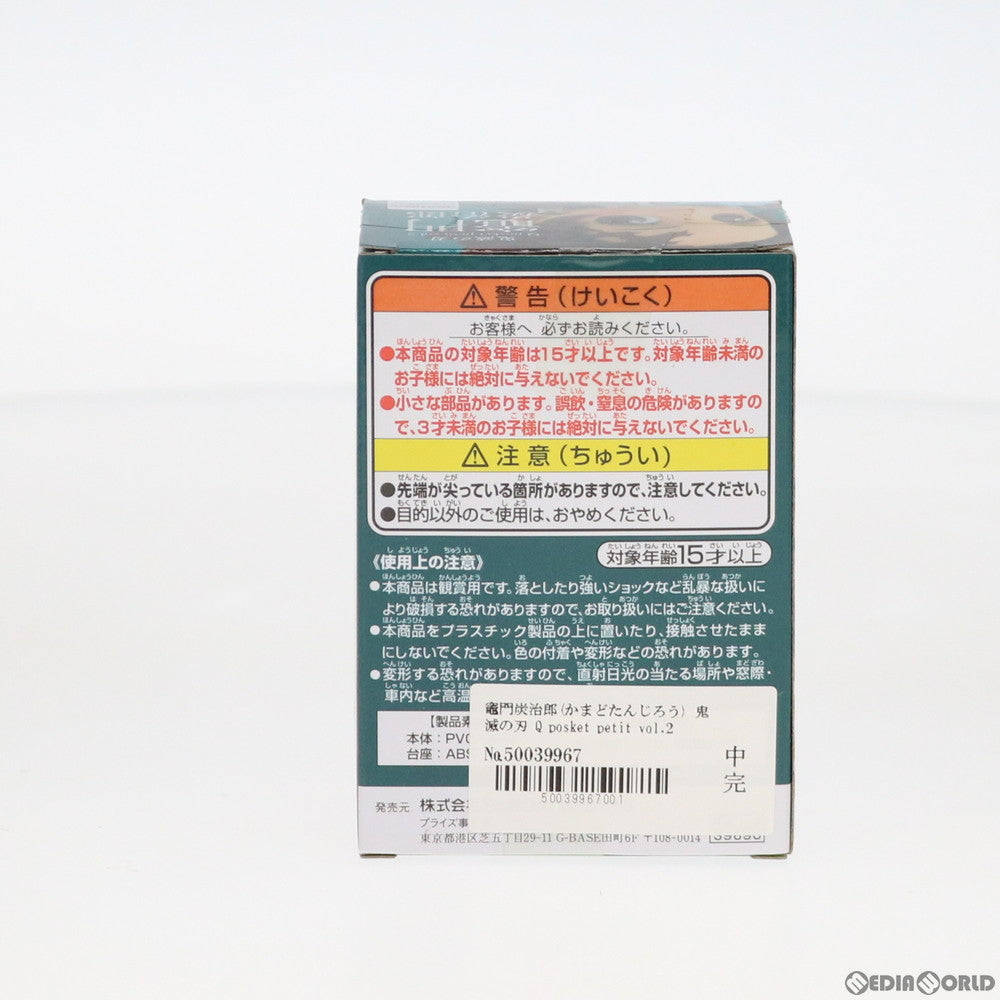 ⚠警告(けいこく)
お客様へ 必ずお読みください。
●本商品の対象年齢は15才以上です。対象年齢未満の
お子様には絶対に与えないでください。
●小さな部品があります。誤飲・窒息の危険がありますの
で、3才未満のお子様には絶対に与えないでください。
⚠注意(ちゅうい)
●先端が尖っている箇所がありますので、注意してください。
●目的以外のご使用は、おやめください。
対象年齢15才以上
《使用上の注意》
●本商品は観賞用です。落としたり強いショックなど乱暴な扱いに
より破損する恐れがありますので、お取り扱いにはご注意ください。
●本商品をプラスチック製品の上に置いたり、接触させたまま
にしないでください。色の付着や変形などの恐れがあります。
●変形する恐れがありますので、直射日光の当たる場所や窓際・
車内など高温
【製品素
本体:PVC
台座:ABS
竈門炭治郎(かまどたんじろう) 鬼
滅の刃 Q posket petit vol.2
№50039967
中
完
50039967001
発売元 株式会
プライズ事
東京都港区芝五丁目29-11 G-BASE田町6F 〒108-0014
MEDIAWORLD